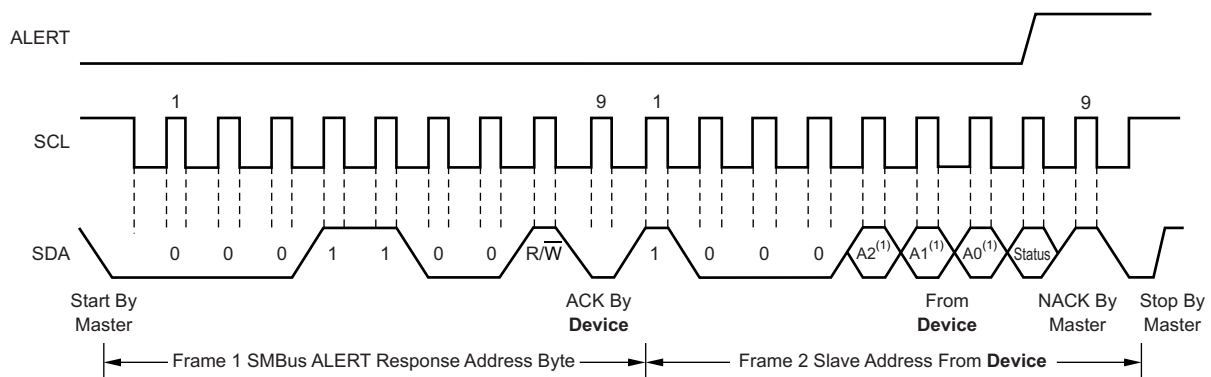 ALERT
1 9 1 9
SCL
SDA 0 0 0 1 1 0 0 R/W̅ 1 0 0 0 A2(1) A1(1) A0(1) Status
Start By Master
ACK By Device
From Device
NACK By Master
Stop By Master
Frame 1 SMBus ALERT Response Address Byte
Frame 2 Slave Address From Device